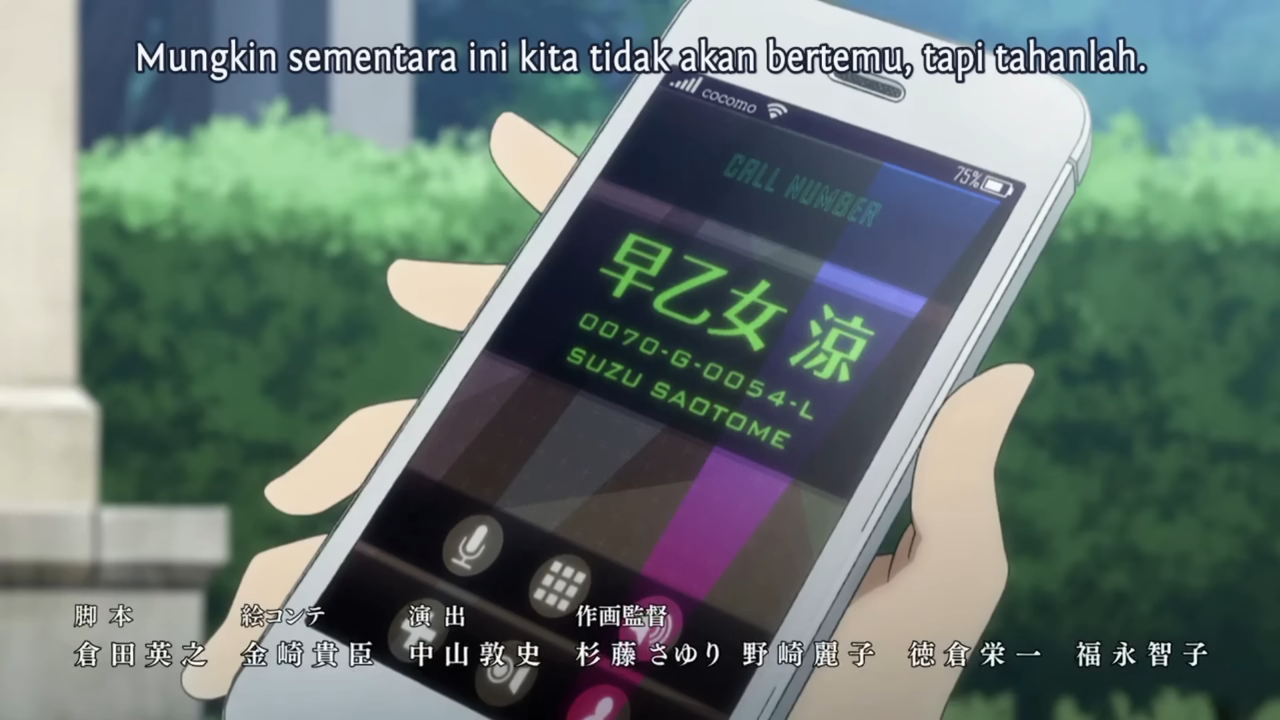 Mungkin sementara ini kita tidak akan bertemu, tapi tahanlah.
cocomo
75%
CALL NUMBER
早乙女 涼
0070-G-0054-L
SUZU SAOTOME
脚本 絵コンテ 演出 作画監督
倉田英之 金崎貴臣 中山敦史 杉藤さゆり 野崎麗子 徳倉栄一 福永智子